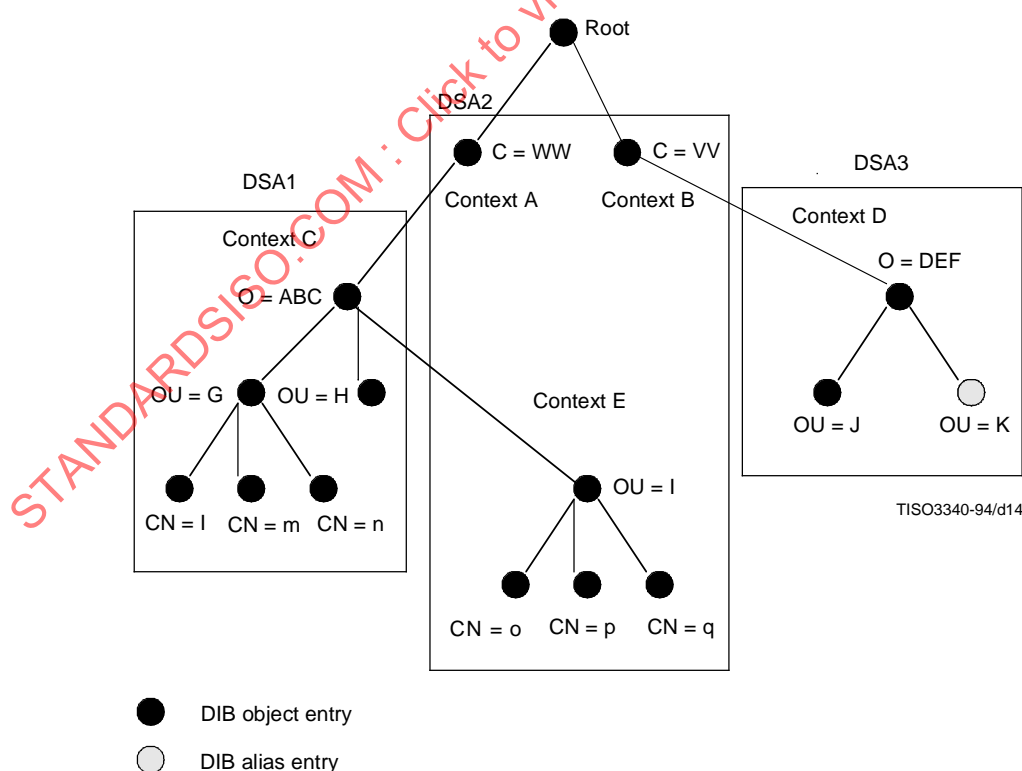 Root
DSA2
C = WW
C = VV
DSA3
DSA1
Context A
Context B
Context D
Context C
O = DEF
O = ABC
OU = G
OU = H
Context E
OU = J
OU = K
OU = I
CN = l
CN = m
CN = n
TISO3340-94/d14
CN = o
CN = p
CN = q
DIB object entry
DIB alias entry
STANDARDSISO.COM : Click to vi